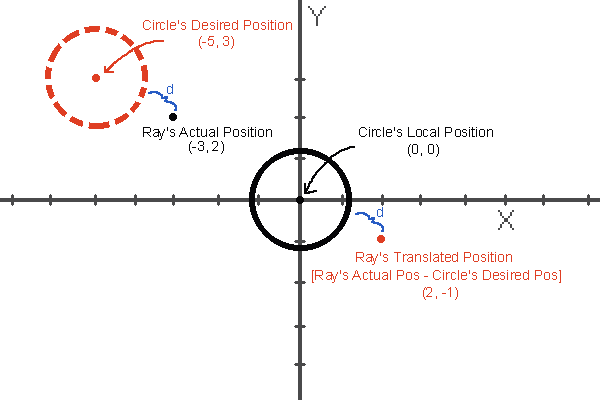 Circle's Desired Position
(-5, 3)
Y
d
Ray's Actual Position
(-3, 2)
Circle's Local Position
(0, 0)
d
X
Ray's Translated Position
[Ray's Actual Pos - Circle's Desired Pos]
(2, -1)